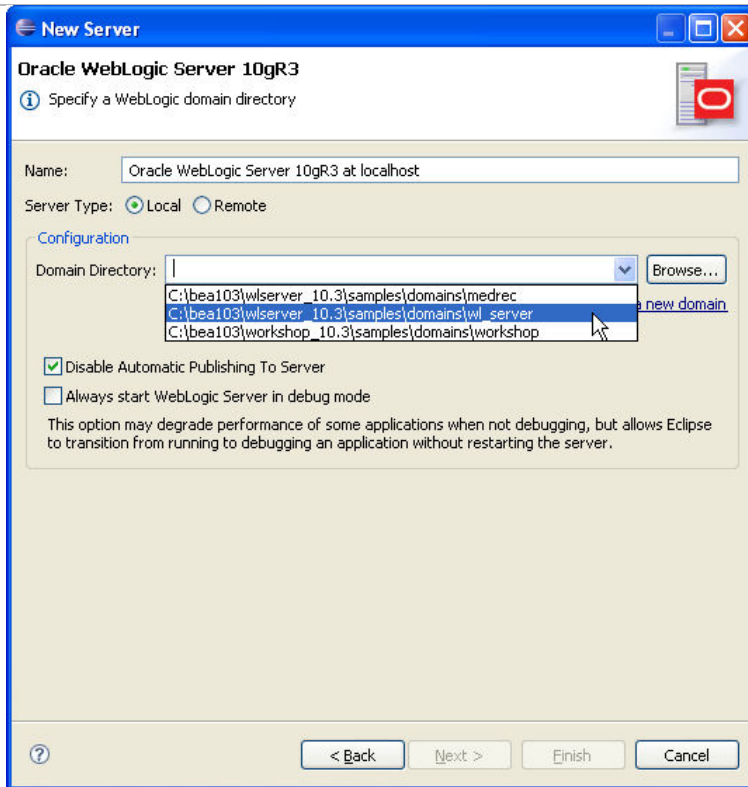 New Server
Oracle WebLogic Server 10gR3
Specify a WebLogic domain directory
Name: Oracle WebLogic Server 10gR3 at localhost
Server Type: Local Remote
Configuration
Domain Directory: Browse...
C:\bea103\wlserver_10.3\samples\domains\medrec
C:\bea103\wlserver_10.3\samples\domains\wl_server a new domain
C:\bea103\workshop_10.3\samples\domains\workshop
Disable Automatic Publishing To Server
Always start WebLogic Server in debug mode
This option may degrade performance of some applications when not debugging, but allows Eclipse
to transition from running to debugging an application without restarting the server.
? < Back Next > Finish Cancel